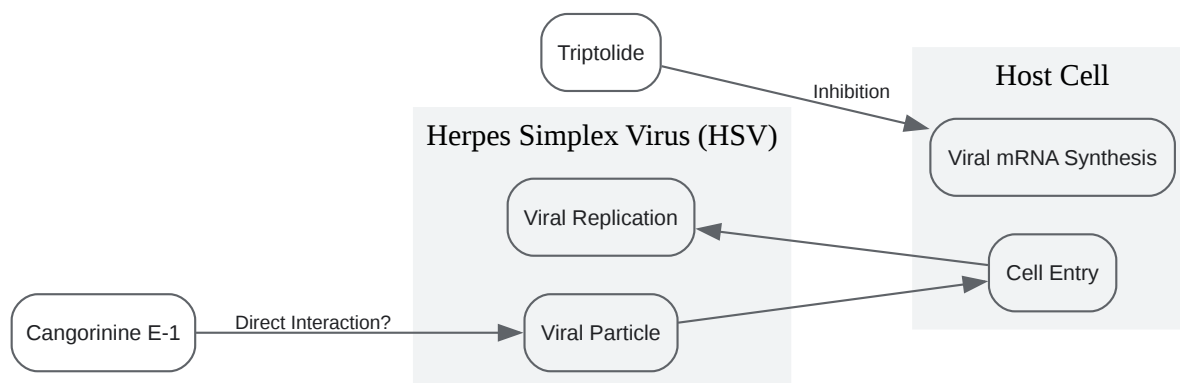 Triptolide
Inhibition
Host Cell
Viral mRNA Synthesis
Herpes Simplex Virus (HSV)
Viral Replication
Cell Entry
Cangorinine E-1
Direct Interaction?
Viral Particle